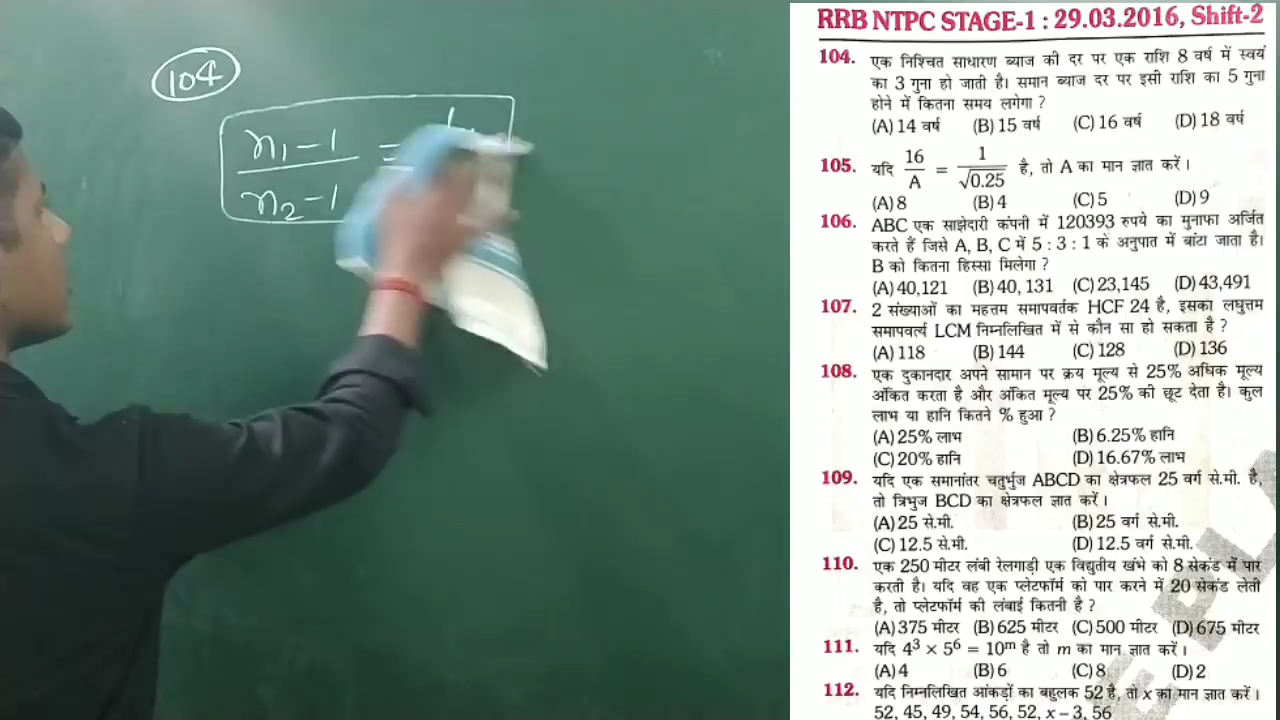 104
n₁-1 =
n₂-1
RRB NTPC STAGE-1 : 29.03.2016, Shift-2
104. एक निश्चित साधारण ब्याज की दर पर एक राशि 8 वर्ष में स्वयं
का 3 गुना हो जाती है। समान ब्याज दर पर इसी राशि का 5 गुना
होने में कितना समय लगेगा ?
(A) 14 वर्ष (B) 15 वर्ष (C) 16 वर्ष (D) 18 वर्ष
105. यदि 16/A = 1/√0.25 है, तो A का मान ज्ञात करें।
(A) 8 (B) 4 (C) 5 (D) 9
106. ABC एक साझेदारी कंपनी में 120393 रुपये का मुनाफा अर्जित
करते हैं जिसे A, B, C में 5 : 3 : 1 के अनुपात में बांटा जाता है।
B को कितना हिस्सा मिलेगा ?
(A) 40,121 (B) 40, 131 (C) 23,145 (D) 43,491
107. 2 संख्याओं का महत्तम समापवर्तक HCF 24 है, इसका लघुत्तम
समापवर्त्य LCM निम्नलिखित में से कौन सा हो सकता है ?
(A) 118 (B) 144 (C) 128 (D) 136
108. एक दुकानदार अपने सामान पर क्रय मूल्य से 25% अधिक मूल्य
अंकित करता है और अंकित मूल्य पर 25% की छूट देता है। कुल
लाभ या हानि कितने % हुआ ?
(A) 25% लाभ (B) 6.25% हानि
(C) 20% हानि (D) 16.67% लाभ
109. यदि एक समानांतर चतुर्भुज ABCD का क्षेत्रफल 25 वर्ग से.मी. है,
तो त्रिभुज BCD का क्षेत्रफल ज्ञात करें।
(A) 25 से.मी. (B) 25 वर्ग से.मी.
(C) 12.5 से.मी. (D) 12.5 वर्ग से.मी.
110. एक 250 मीटर लंबी रेलगाड़ी एक विद्युतीय खंभे को 8 सेकंड में पार
करती है। यदि वह एक प्लेटफॉर्म को पार करने में 20 सेकंड लेती
है, तो प्लेटफॉर्म की लंबाई कितनी है ?
(A) 375 मीटर (B) 625 मीटर (C) 500 मीटर (D) 675 मीटर
111. यदि 4³ × 5⁶ = 10ᵐ है तो m का मान ज्ञात करें।
(A) 4 (B) 6 (C) 8 (D) 2
112. यदि निम्नलिखित आंकड़ों का बहुलक 52 है, तो x का मान ज्ञात करें।
52, 45, 49, 54, 56, 52, x – 3, 56